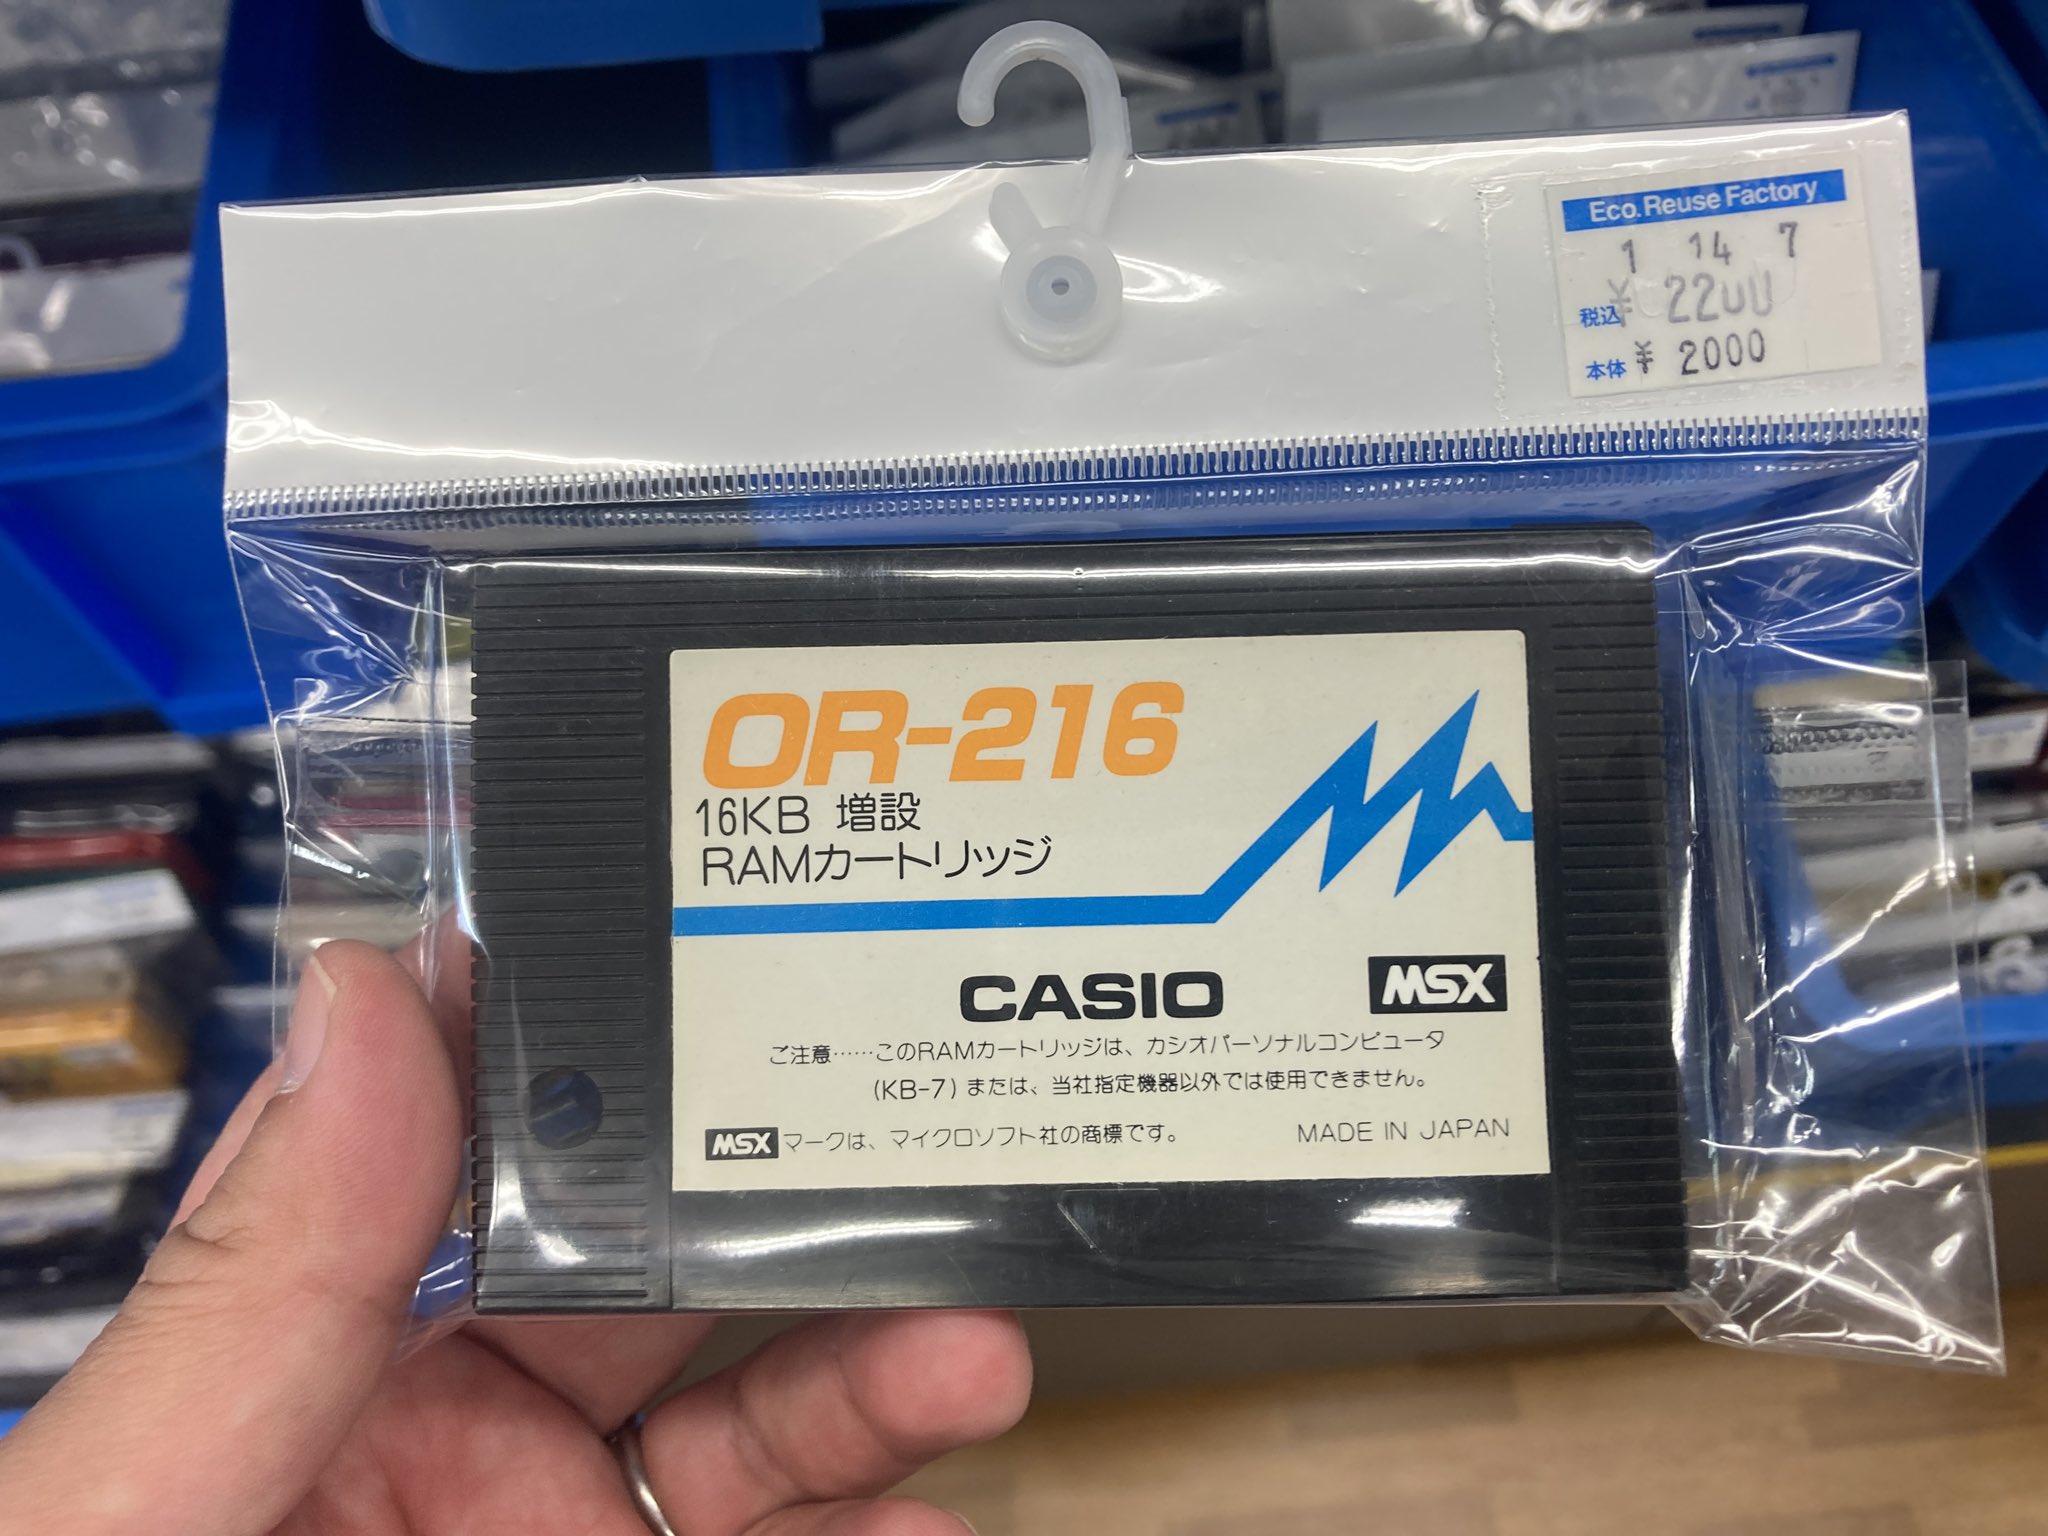 Eco.Reuse Factory
1 14 7
税込 ¥ 2200
本体 ¥ 2000
OR-216
16KB 増設
RAMカートリッジ
CASIO
MSX
ご注意……このRAMカートリッジは、カシオパーソナルコンピュータ
(KB-7) または、当社指定機器以外では使用できません。
MSX マークは、マイクロソフト社の商標です。
MADE IN JAPAN